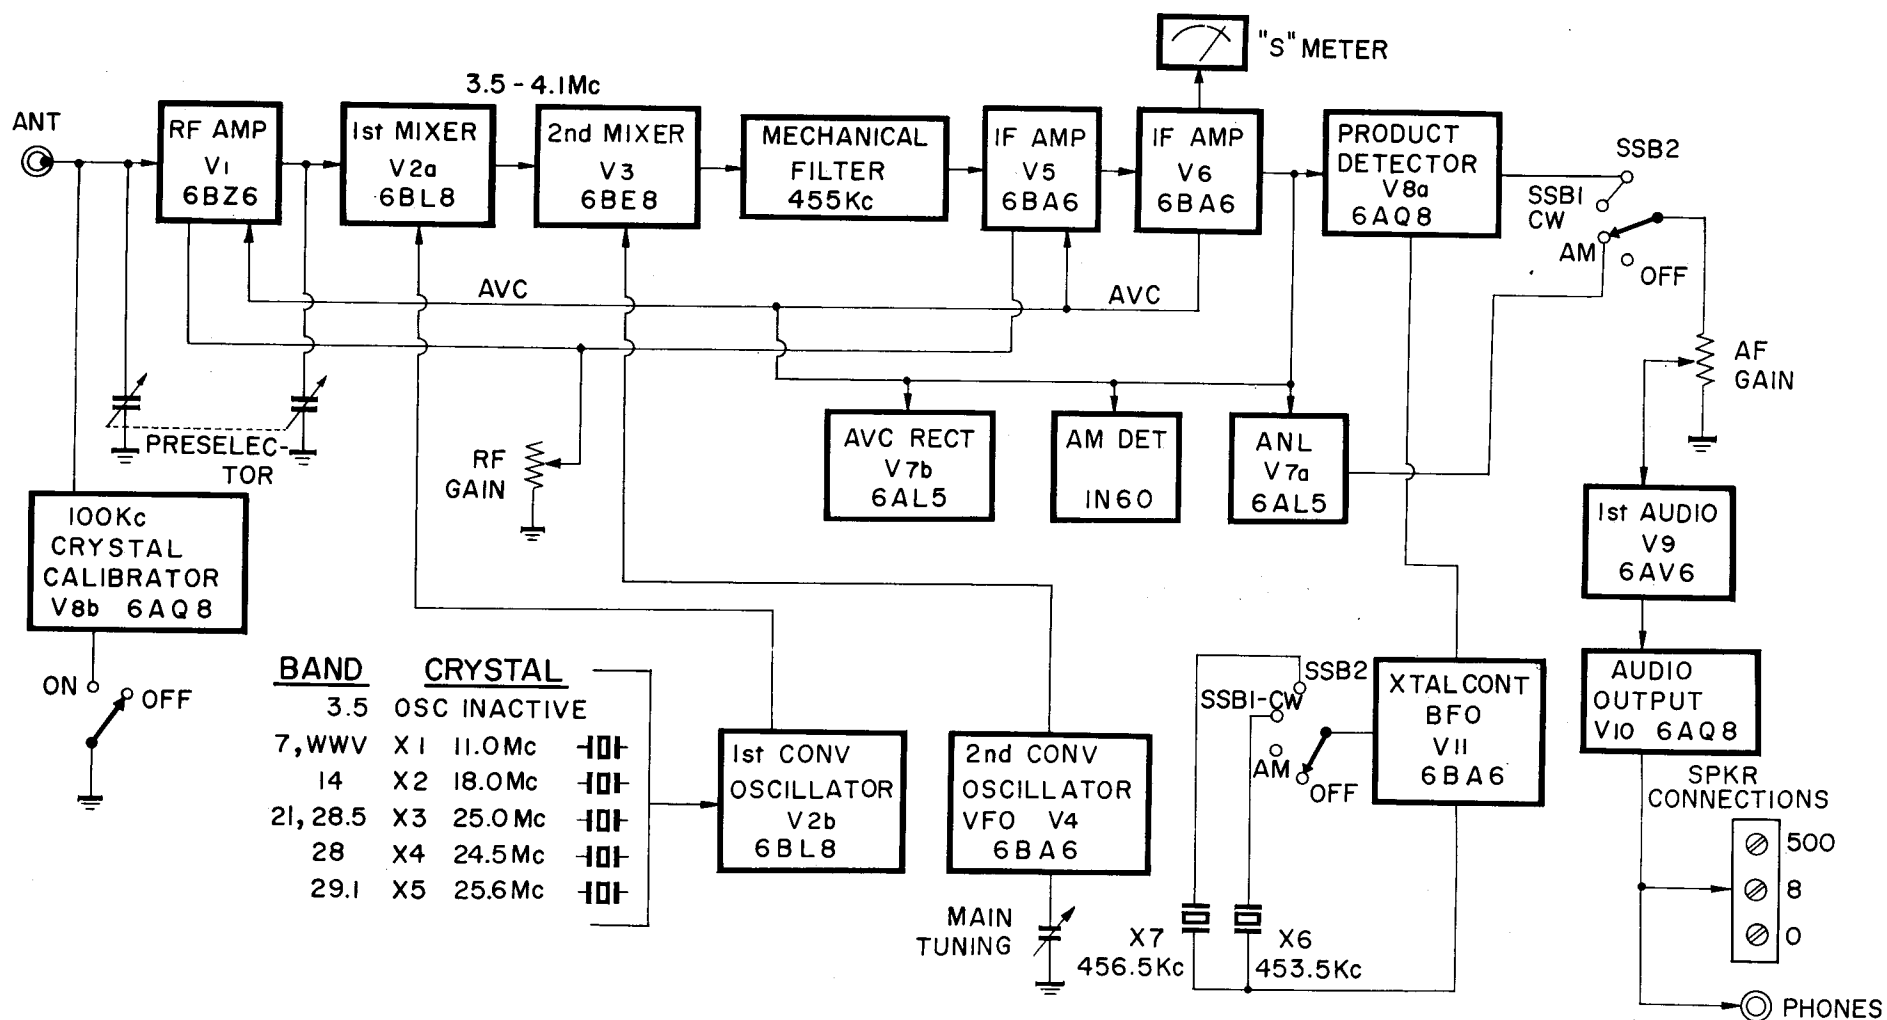 "S" METER
3.5-4.1Mc
ANT
RF AMP
V1
6BZ6
1st MIXER
V2a
6BL8
2nd MIXER
V3
6BE8
MECHANICAL
FILTER
455Kc
IF AMP
V5
6BA6
IF AMP
V6
6BA6
PRODUCT
DETECTOR
V8a
6AQ8
SSB2
SSB1
CW
AM
OFF
AVC
AVC
AF
GAIN
PRESELEC-
TOR
RF
GAIN
AVC RECT
V7b
6AL5
AM DET
1N60
ANL
V7a
6AL5
100Kc
CRYSTAL
CALIBRATOR
V8b 6AQ8
ON
OFF
1st AUDIO
V9
6AV6
BAND CRYSTAL
3.5 OSC INACTIVE
7, WWV X1 11.0Mc
14 X2 18.0Mc
21, 28.5 X3 25.0Mc
28 X4 24.5Mc
29.1 X5 25.6Mc
1st CONV
OSCILLATOR
V2b
6BL8
2nd CONV
OSCILLATOR
VFO V4
6BA6
MAIN
TUNING
SSB2
SSB1-CW
AM
OFF
XTAL CONT
BFO
V11
6BA6
X7
456.5Kc
X6
453.5Kc
AUDIO
OUTPUT
V10 6AQ8
SPKR
CONNECTIONS
500
8
0
PHONES